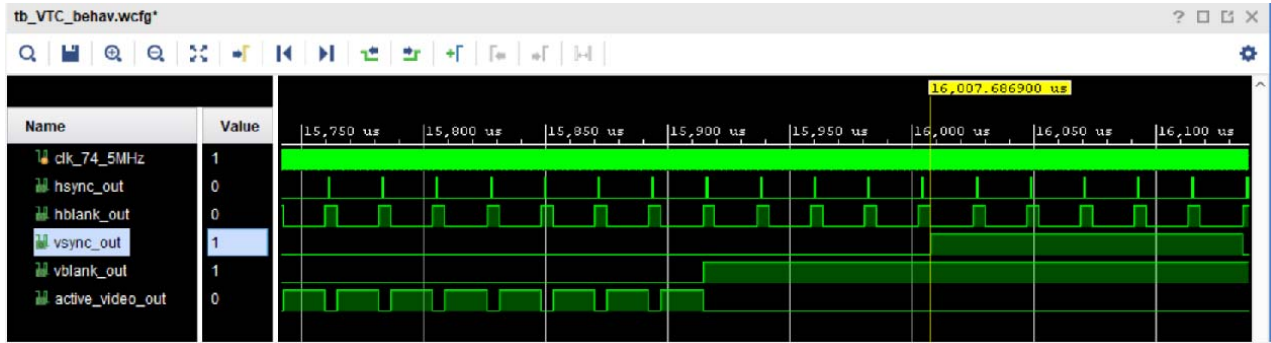 tb_VTC_behav.wcfg*
16,007.686900 us
Name Value
15,750 us 15,800 us 15,850 us 15,900 us 15,950 us 16,000 us 16,050 us 16,100 us
clk_74_5MHz 1
hsync_out 0
hblank_out 0
vsync_out 1
vblank_out 1
active_video_out 0